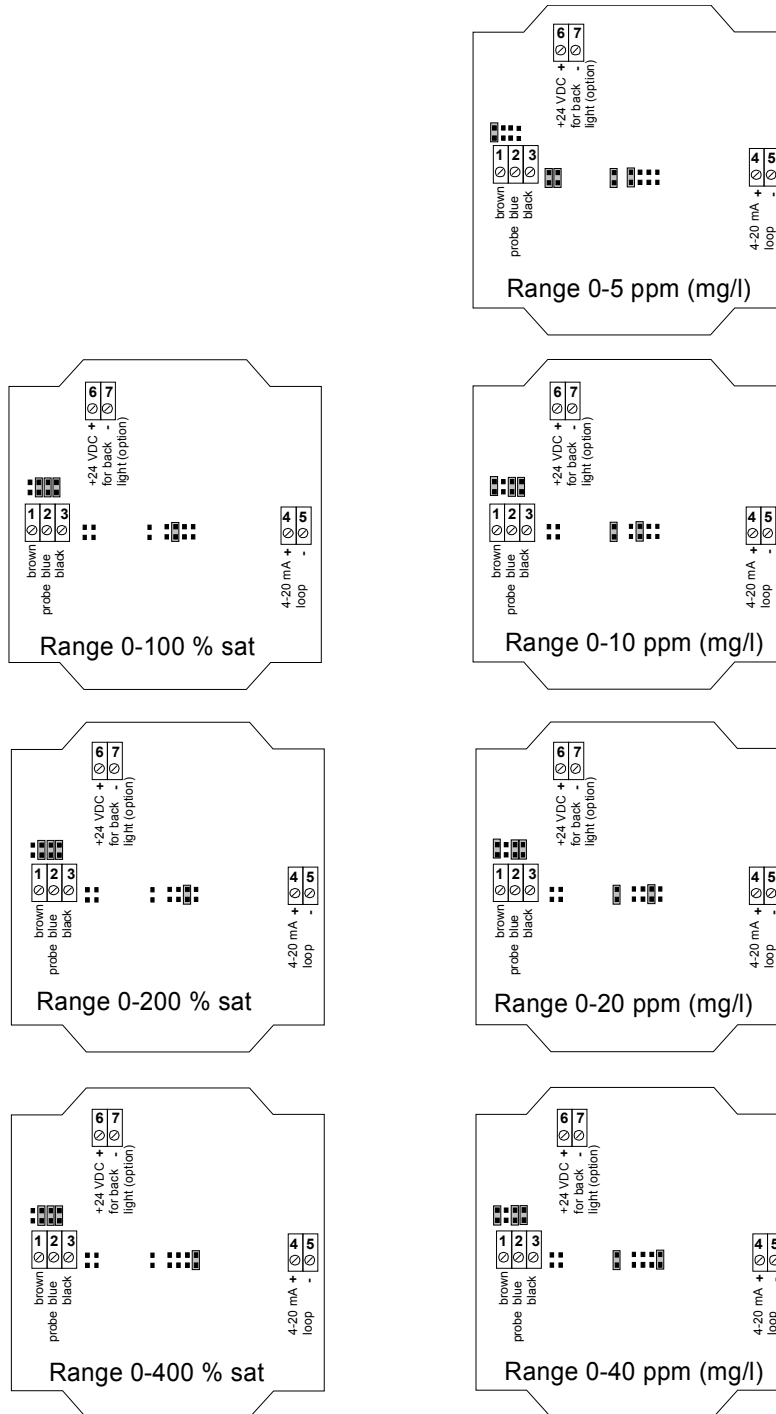 6 7
+24 VDC +
for back -
light (option)
1 2 3
brown
probe blue
black
4 5
4-20 mA +
loop -
Range 0-5 ppm (mg/l)
6 7
+24 VDC +
for back -
light (option)
1 2 3
brown
probe blue
black
4 5
4-20 mA +
loop -
Range 0-100 % sat
6 7
+24 VDC +
for back -
light (option)
1 2 3
brown
probe blue
black
4 5
4-20 mA +
loop -
Range 0-10 ppm (mg/l)
6 7
+24 VDC +
for back -
light (option)
1 2 3
brown
probe blue
black
4 5
4-20 mA +
loop -
Range 0-200 % sat
6 7
+24 VDC +
for back -
light (option)
1 2 3
brown
probe blue
black
4 5
4-20 mA +
loop -
Range 0-20 ppm (mg/l)
6 7
+24 VDC +
for back -
light (option)
1 2 3
brown
probe blue
black
4 5
4-20 mA +
loop -
Range 0-400 % sat
6 7
+24 VDC +
for back -
light (option)
1 2 3
brown
probe blue
black
4 5
4-20 mA +
loop -
Range 0-40 ppm (mg/l)